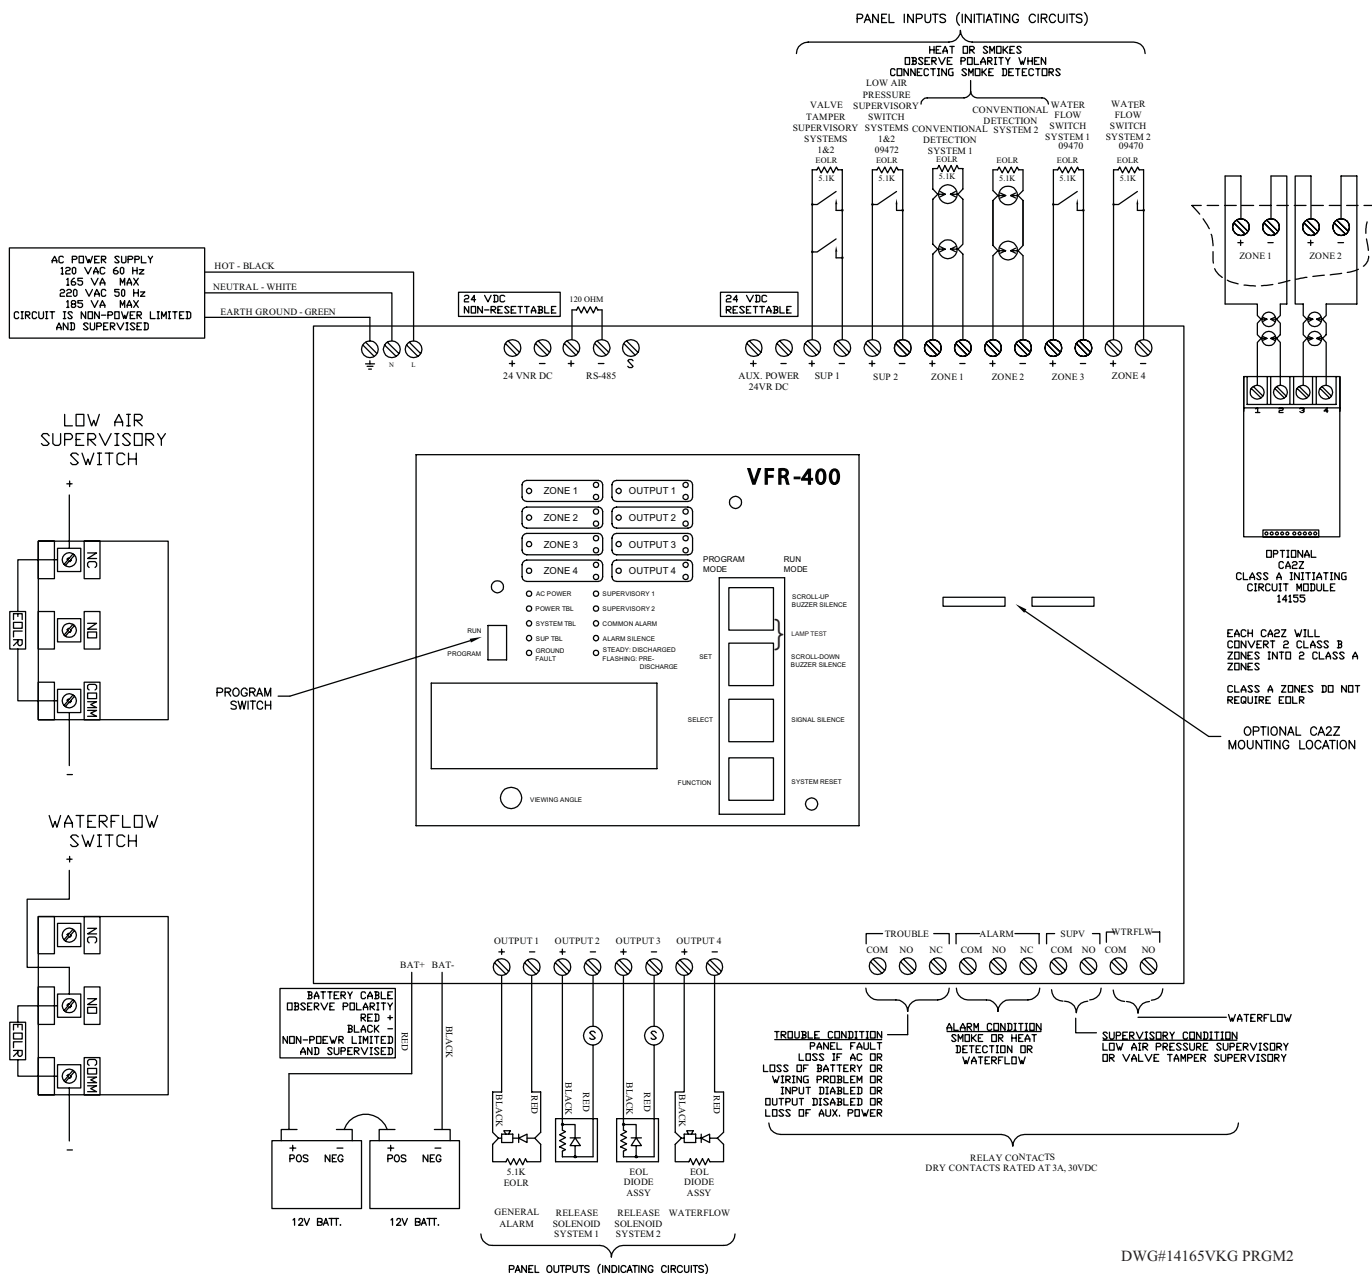 PANEL INPUTS (INITIATING CIRCUITS)
HEAT OR SMOKES
OBSERVE POLARITY WHEN
CONNECTING SMOKE DETECTORS
VALVE
TAMPER
SUPERVISORY
SYSTEMS
1&2
EOLR
5.1K
LOW AIR
PRESSURE
SUPERVISORY
SWITCH
SYSTEMS
1&2
09472
EOLR
5.1K
CONVENTIONAL
DETECTION
SYSTEM 1
EOLR
5.1K
CONVENTIONAL
DETECTION
SYSTEM 2
EOLR
5.1K
WATER
FLOW
SWITCH
SYSTEM 1
09470
EOLR
5.1K
WATER
FLOW
SWITCH
SYSTEM 2
09470
EOLR
5.1K
+ - + -
ZONE 1 ZONE 2
1 2 3 4
OPTIONAL
CA2Z
CLASS A INITIATING
CIRCUIT MODULE
14155
EACH CA2Z WILL
CONVERT 2 CLASS B
ZONES INTO 2 CLASS A
ZONES
CLASS A ZONES DO NOT
REQUIRE EOLR
OPTIONAL CA2Z
MOUNTING LOCATION
AC POWER SUPPLY
120 VAC 60 Hz
165 VA MAX
220 VAC 50 Hz
185 VA MAX
CIRCUIT IS NON-POWER LIMITED
AND SUPERVISED
HOT - BLACK
NEUTRAL - WHITE
EARTH GROUND - GREEN
24 VDC
NON-RESETTABLE
120 OHM
24 VDC
RESETTABLE
N L
+ - + - S
24 VNR DC RS-485
+ - + - + - + - + - + - + -
AUX. POWER
24VR DC
SUP 1 SUP 2 ZONE 1 ZONE 2 ZONE 3 ZONE 4
LOW AIR
SUPERVISORY
SWITCH
+
NC
NO
COMM
EOLR
-
WATERFLOW
SWITCH
+
NC
NO
COMM
EOLR
-
VFR-400
ZONE 1 OUTPUT 1
ZONE 2 OUTPUT 2
ZONE 3 OUTPUT 3
ZONE 4 OUTPUT 4
AC POWER SUPERVISORY 1
POWER TBL SUPERVISORY 2
SYSTEM TBL COMMON ALARM
SUP TBL ALARM SILENCE
GROUND
FAULT
STEADY: DISCHARGED
FLASHING: PRE-
DISCHARGE
RUN
PROGRAM
PROGRAM
SWITCH
PROGRAM
MODE
RUN
MODE
SCROLL-UP
BUZZER SILENCE
LAMP TEST
SET
SCROLL-DOWN
BUZZER SILENCE
SELECT SIGNAL SILENCE
FUNCTION SYSTEM RESET
VIEWING ANGLE
BAT+ BAT-
OUTPUT 1 OUTPUT 2 OUTPUT 3 OUTPUT 4
+ - + - + - + -
TROUBLE ALARM SUPV WTRFLW
COM NO NC COM NO NC COM NO COM NO
BATTERY CABLE
OBSERVE POLARITY
RED +
BLACK -
NON-POEWR LIMITED
AND SUPERVISED
RED
BLACK
+ - + -
POS NEG POS NEG
12V BATT. 12V BATT.
S S
BLACK RED BLACK RED BLACK RED BLACK RED
5.1K
EOLR
EOL
DIODE
ASSY
EOL
DIODE
ASSY
GENERAL
ALARM
RELEASE
SOLENOID
SYSTEM 1
RELEASE
SOLENOID
SYSTEM 2
WATERFLOW
PANEL OUTPUTS (INDICATING CIRCUITS)
TROUBLE CONDITION
PANEL FAULT
LOSS IF AC OR
LOSS OF BATTERY OR
WIRING PROBLEM OR
INPUT DIABLED OR
OUTPUT DISABLED OR
LOSS OF AUX. POWER
ALARM CONDITION
SMOKE OR HEAT
DETECTION OR
WATERFLOW
WATERFLOW
SUPERVISORY CONDITION
LOW AIR PRESSURE SUPERVISORY
OR VALVE TAMPER SUPERVISORY
RELAY CONTACTS
DRY CONTACTS RATED AT 3A, 30VDC
DWG#14165VKG PRGM2